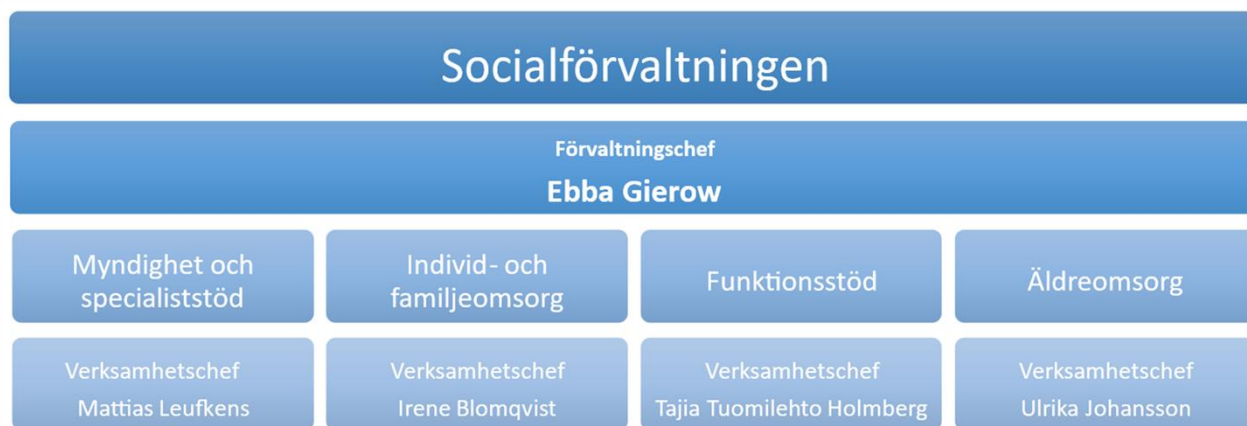 Socialförvaltningen
Förvaltningschef
Ebba Gierow
Myndighet och
specialiststöd
Individ- och
familjeomsorg
Funktionsstöd
Äldreomsorg
Verksamhetschef
Mattias Leufkens
Verksamhetschef
Irene Blomqvist
Verksamhetschef
Tajia Tuomilehto Holmberg
Verksamhetschef
Ulrika Johansson